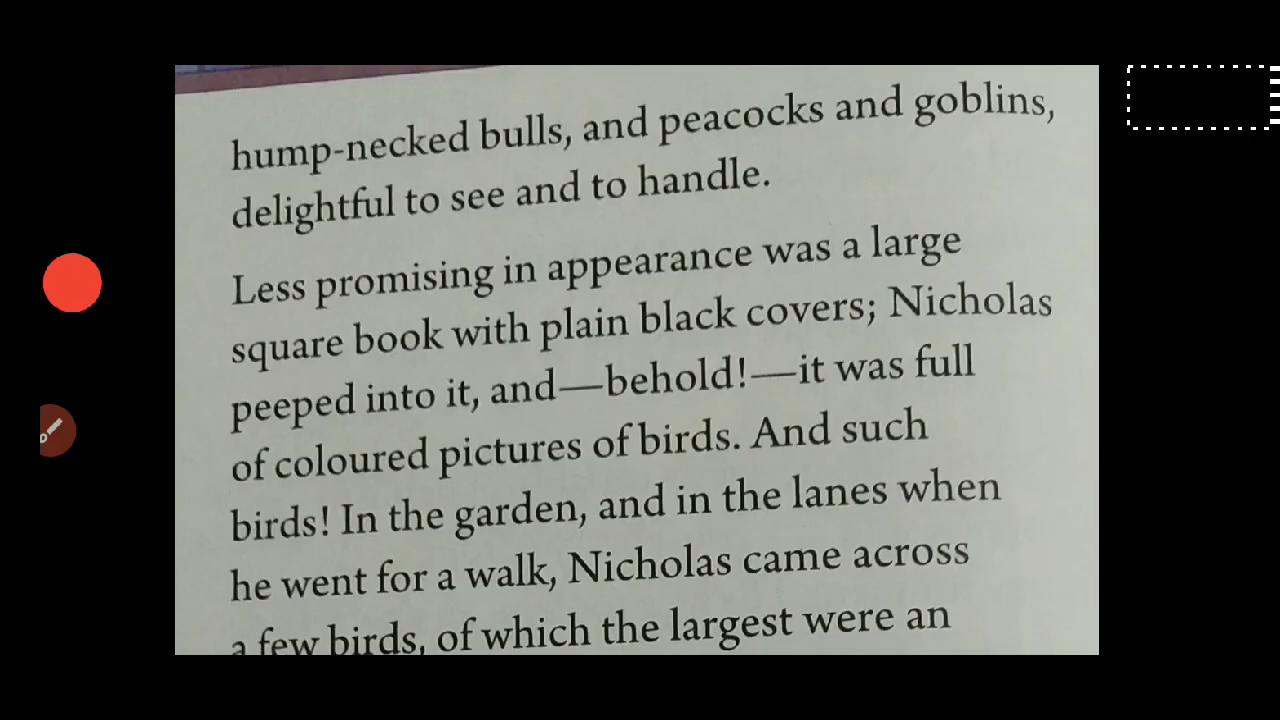 hump-necked bulls, and peacocks and goblins,
delightful to see and to handle.
Less promising in appearance was a large
square book with plain black covers; Nicholas
peeped into it, and—behold!—it was full
of coloured pictures of birds. And such
birds! In the garden, and in the lanes when
he went for a walk, Nicholas came across
a few birds, of which the largest were an